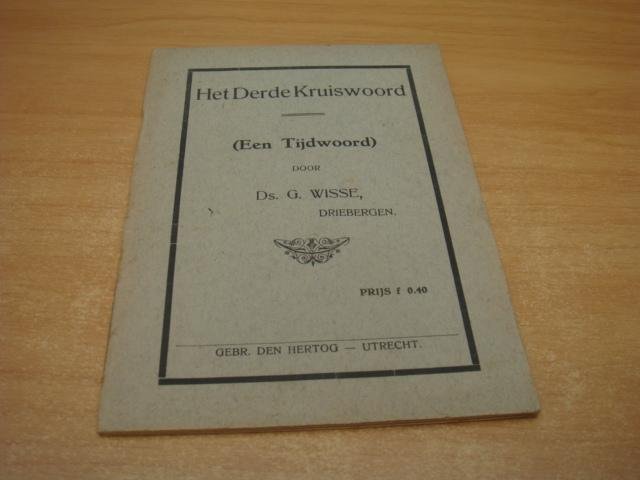 Het Derde Kruiswoord
(Een Tijdwoord)
DOOR
Ds. G. WISSE,
DRIEBERGEN.
PRIJS f 0.40
GEBR. DEN HERTOG — UTRECHT.